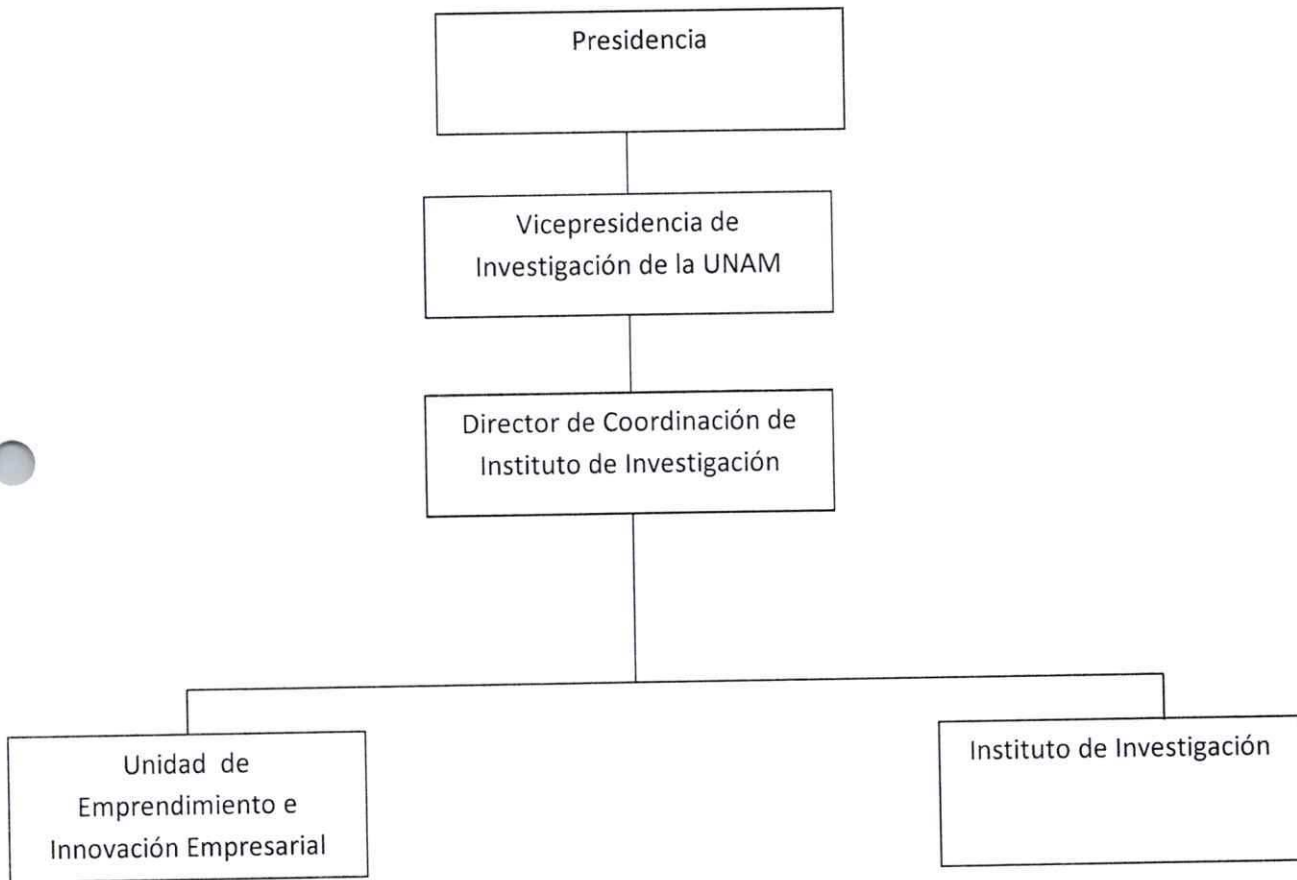 Presidencia
Vicepresidencia de
Investigación de la UNAM
Director de Coordinación de
Instituto de Investigación
Unidad de
Emprendimiento e
Innovación Empresarial
Instituto de Investigación